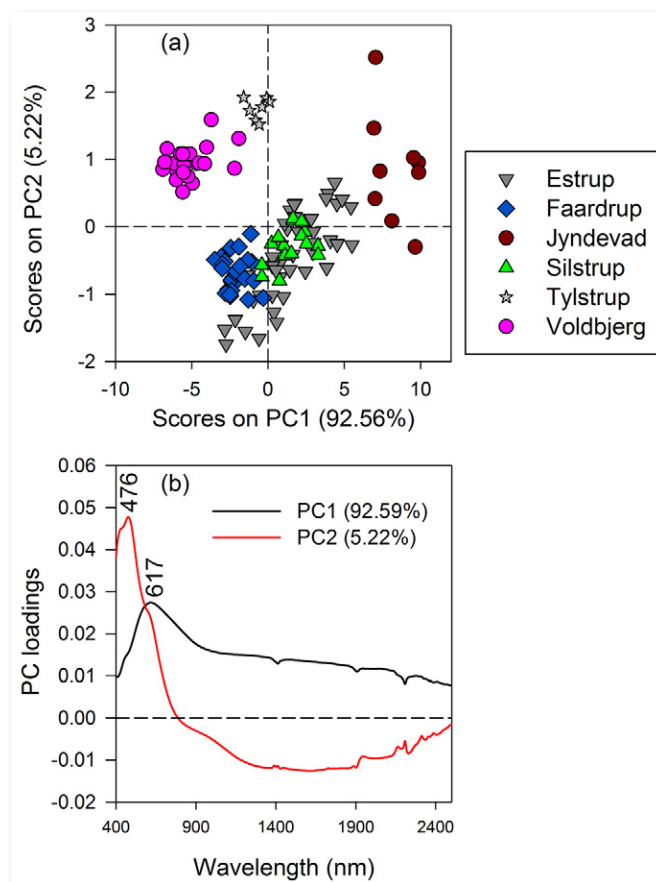 (a)
3
2
1
0
-1
-2
Scores on PC2 (5.22%)
-10 -5 0 5 10
Scores on PC1 (92.56%)
Estrup
Faardrup
Jyndevad
Silstrup
Tylstrup
Voldbjerg
(b)
0.06
0.05
0.04
0.03
0.02
0.01
0.00
-0.01
-0.02
PC loadings
476
617
PC1 (92.59%)
PC2 (5.22%)
400 900 1400 1900 2400
Wavelength (nm)